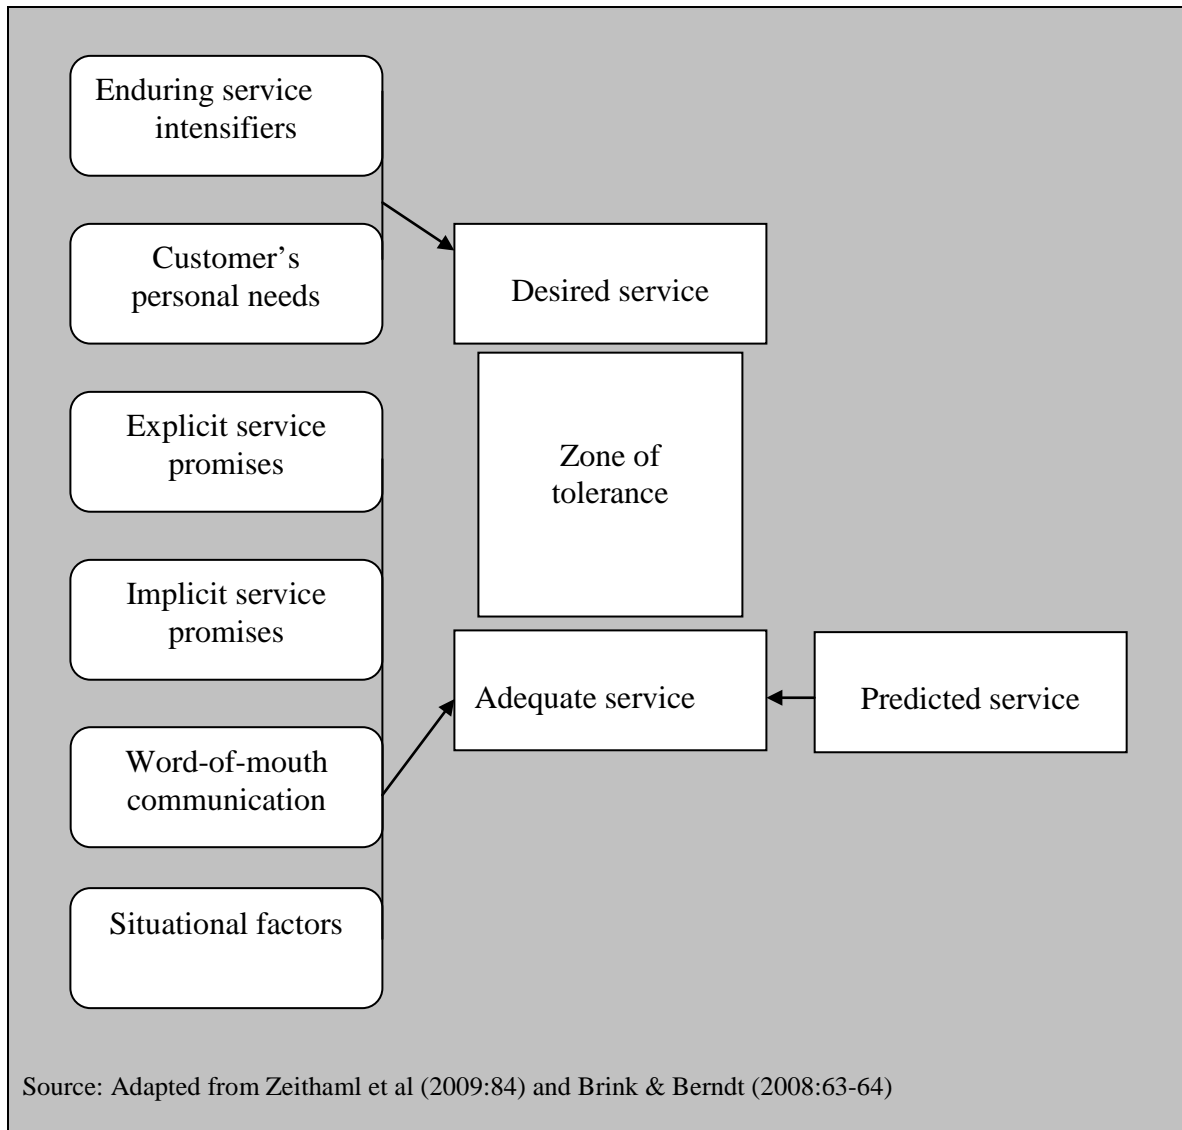 Enduring service
intensifiers
Customer’s
personal needs
Desired service
Explicit service
promises
Zone of
tolerance
Implicit service
promises
Adequate service
Predicted service
Word-of-mouth
communication
Situational factors
Source: Adapted from Zeithaml et al (2009:84) and Brink & Berndt (2008:63-64)